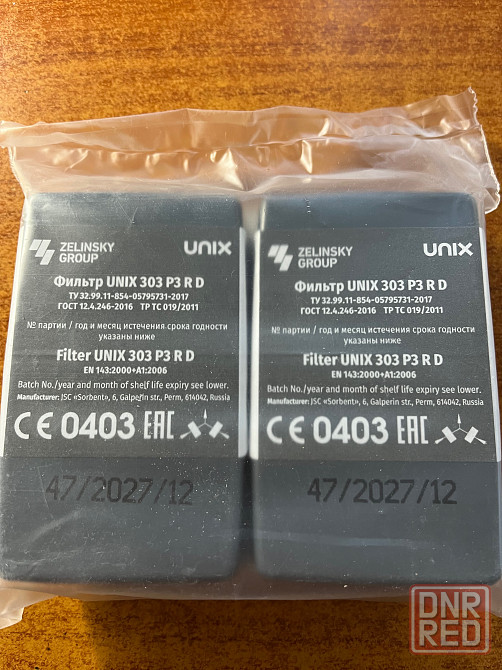 ZELINSKY
GROUP
UNIX
Фильтр UNIX 303 P3 R D
ТУ 32.99.11-854-05795731-2017
ГОСТ 12.4.246-2016 ТР ТС 019/2011
№ партии / год и месяц истечения срока годности
указаны ниже
Filter UNIX 303 P3 R D
EN 143:2000+A1:2006
Batch No./year and month of shelf life expiry see lower.
Manufacturer: JSC «Sorbent», 6, Galperin str., Perm, 614042, Russia
CE 0403 EAC
47/2027/12
ZELINSKY
GROUP
UNIX
Фильтр UNIX 303 P3 R D
ТУ 32.99.11-854-05795731-2017
ГОСТ 12.4.246-2016 ТР ТС 019/2011
№ партии / год и месяц истечения срока годности
указаны ниже
Filter UNIX 303 P3 R D
EN 143:2000+A1:2006
Batch No./year and month of shelf life expiry see lower.
Manufacturer: JSC «Sorbent», 6, Galperin str., Perm, 614042, Russia
CE 0403 EAC
47/2027/12
DNR
RED